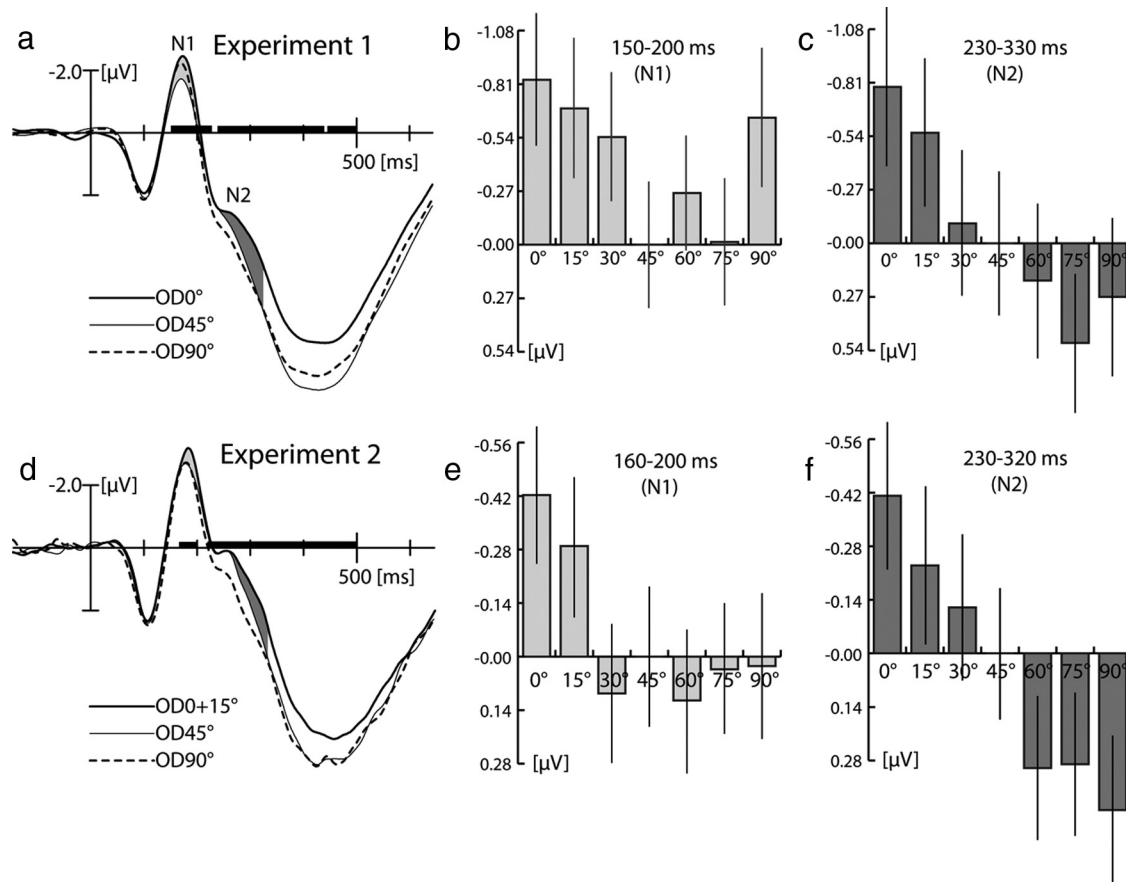 a
Experiment 1
N1
-2.0
[µV]
500 [ms]
N2
OD0°
OD45°
OD90°
b
150-200 ms
(N1)
-1.08
-0.81
-0.54
-0.27
-0.00
0.27
0.54
[µV]
0° 15° 30° 45° 60° 75° 90°
c
230-330 ms
(N2)
-1.08
-0.81
-0.54
-0.27
-0.00
0.27
0.54
[µV]
0° 15° 30° 45° 60° 75° 90°
d
Experiment 2
-2.0
[µV]
500 [ms]
OD0+15°
OD45°
OD90°
e
160-200 ms
(N1)
-0.56
-0.42
-0.28
-0.14
-0.00
0.14
0.28
[µV]
0° 15° 30° 45° 60° 75° 90°
f
230-320 ms
(N2)
-0.56
-0.42
-0.28
-0.14
-0.00
0.14
0.28
[µV]
0° 15° 30° 45° 60° 75° 90°